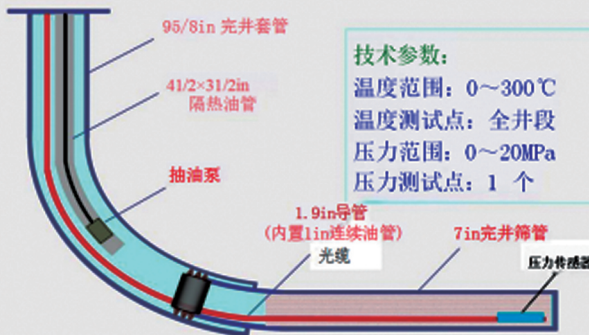 95/8in 完井套管
41/2×31/2in
隔热油管
抽油泵
技术参数:
温度范围: 0～300℃
温度测试点: 全井段
压力范围: 0～20MPa
压力测试点: 1 个
1.9in导管
(内置1in连续油管)
光缆
7in完井筛管
压力传感器